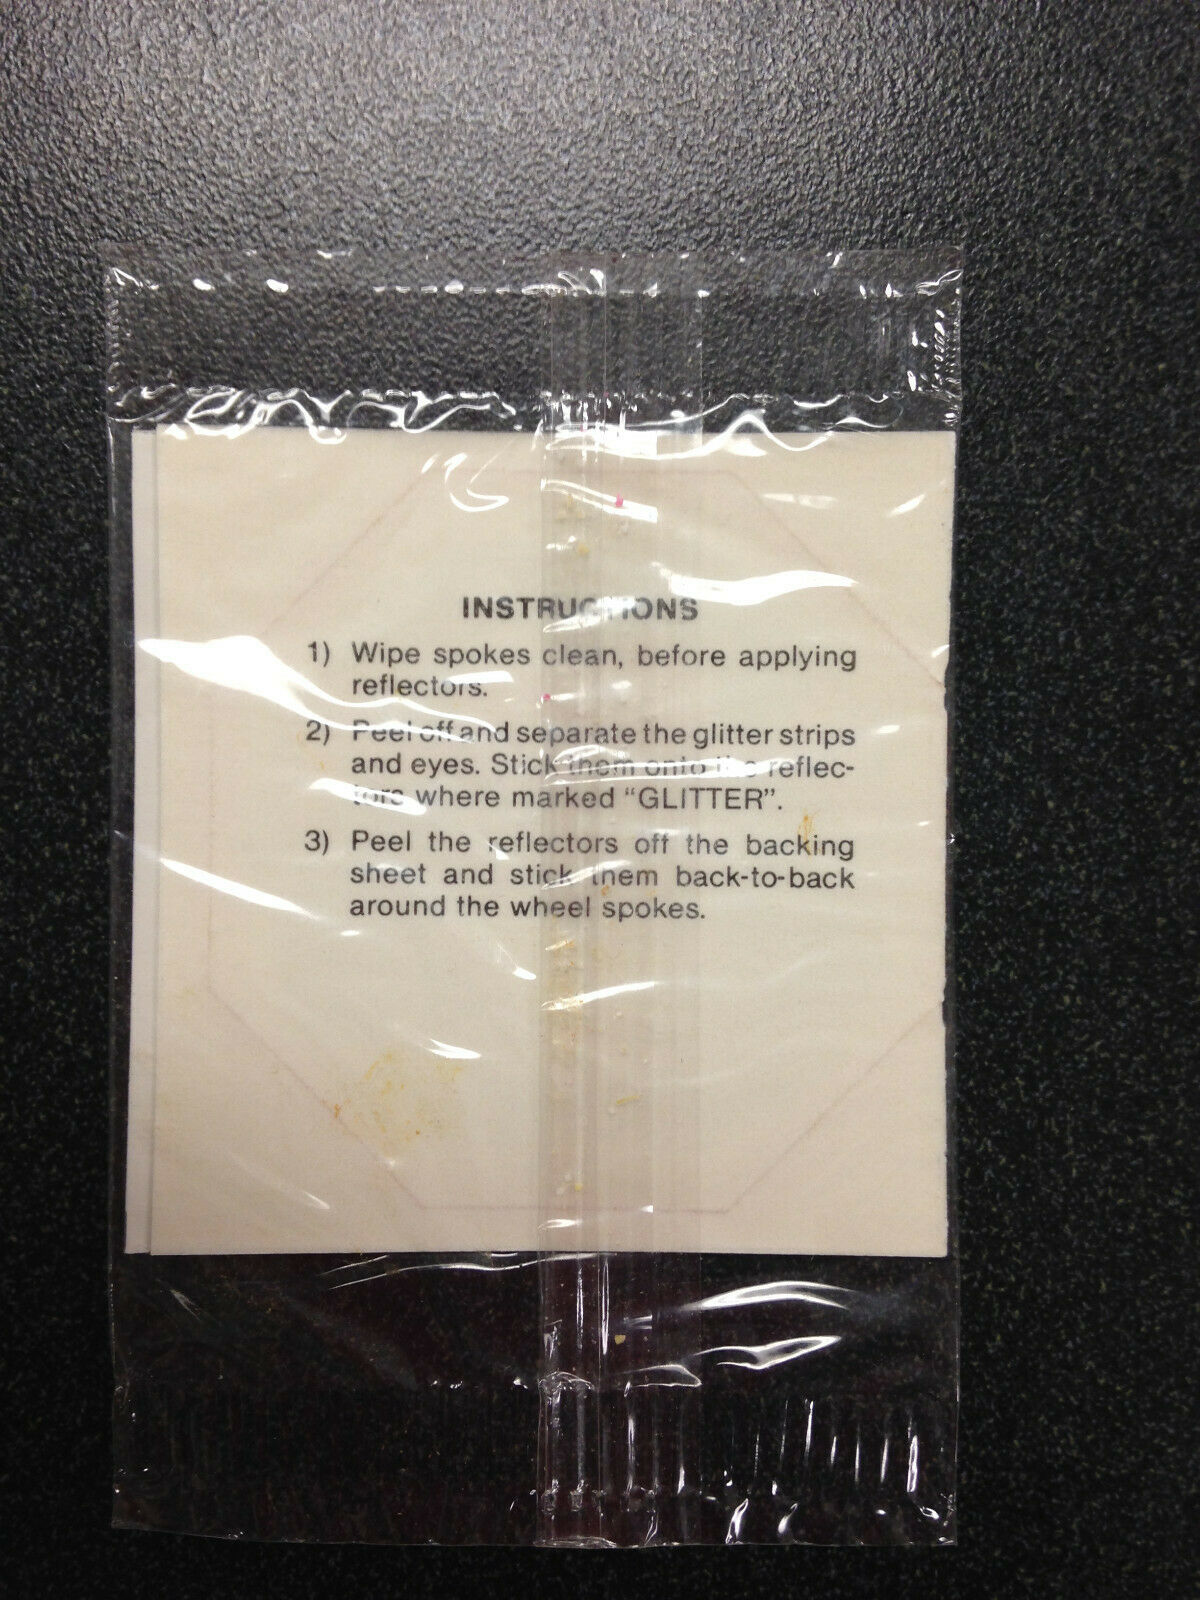 INSTRUCTIONS
1) Wipe spokes clean, before applying
reflectors.
2) Peel off and separate the glitter strips
and eyes. Stick them onto the reflec-
tors where marked “GLITTER”.
3) Peel the reflectors off the backing
sheet and stick them back-to-back
around the wheel spokes.